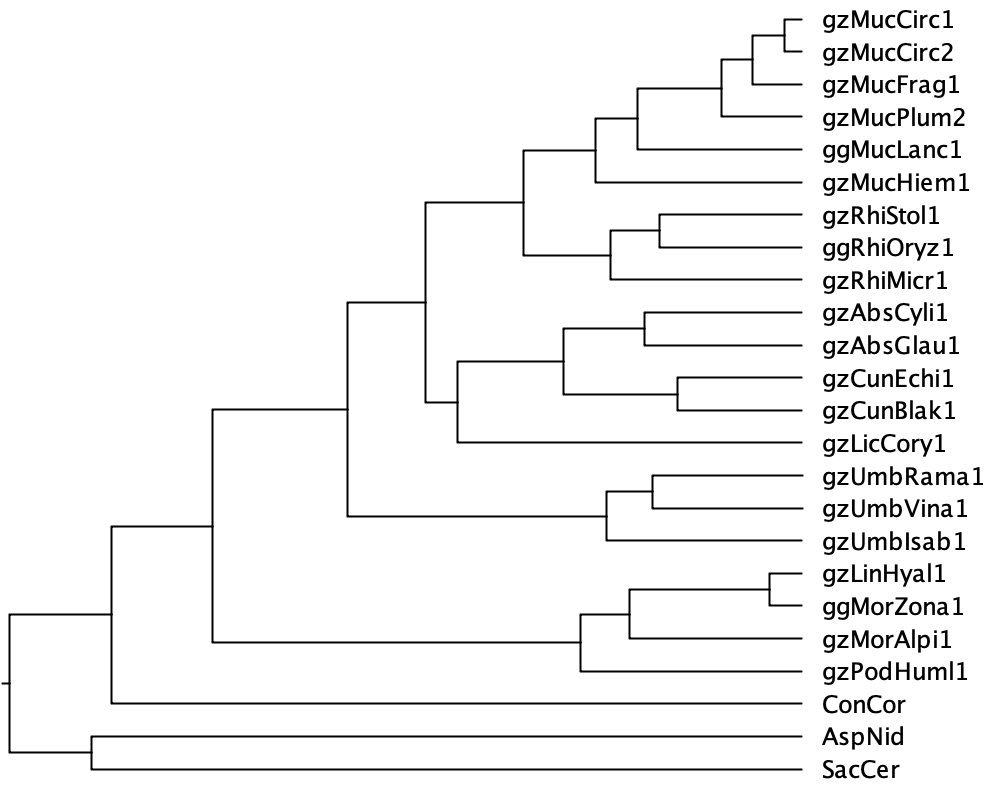 gzMucCirc1
gzMucCirc2
gzMucFrag1
gzMucPlum2
ggMucLanc1
gzMucHiem1
gzRhiStol1
ggRhiOryz1
gzRhiMicr1
gzAbsCyli1
gzAbsGlau1
gzCunEchi1
gzCunBlak1
gzLicCory1
gzUmbRama1
gzUmbVina1
gzUmbIsab1
gzLinHyal1
ggMorZona1
gzMorAlpi1
gzPodHuml1
ConCor
AspNid
SacCer